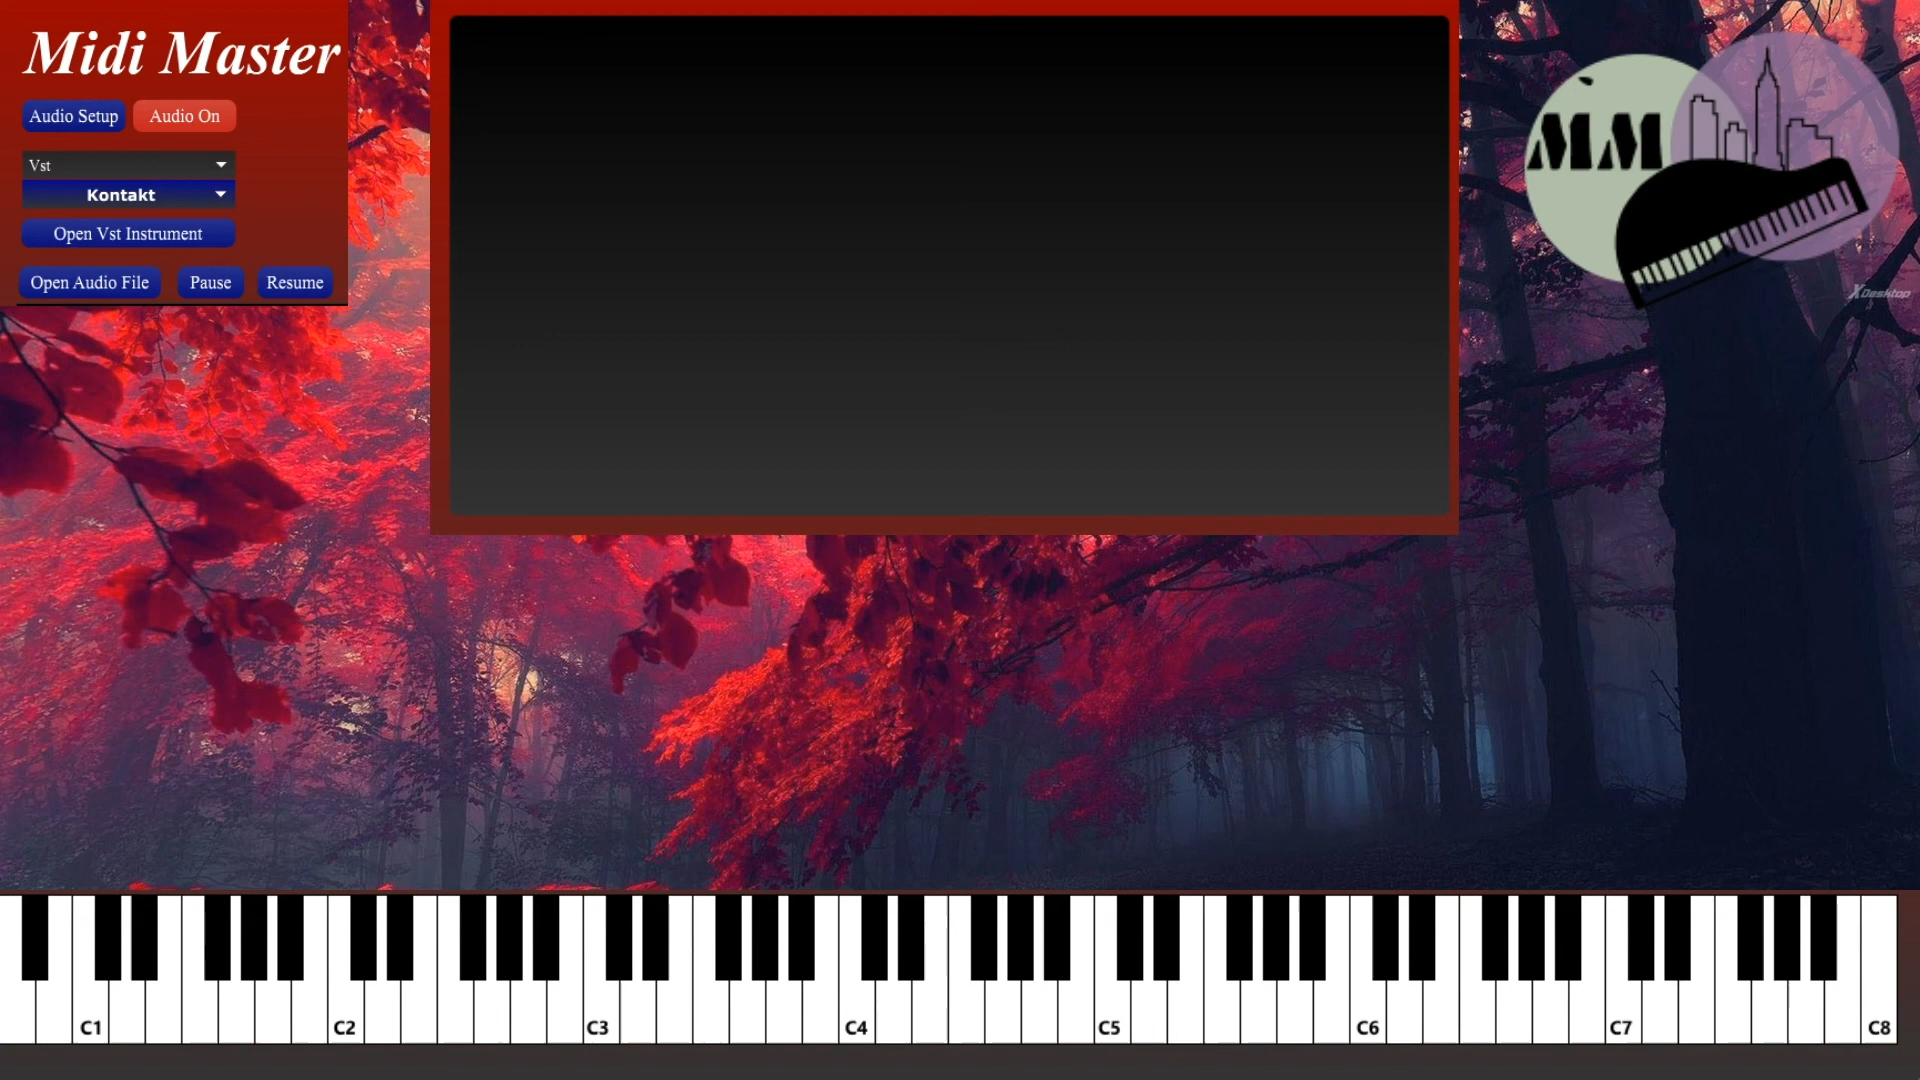 Midi Master
Audio Setup Audio On
Vst
Kontakt
Open Vst Instrument
Open Audio File Pause Resume
MM
XDesktop
C1 C2 C3 C4 C5 C6 C7 C8